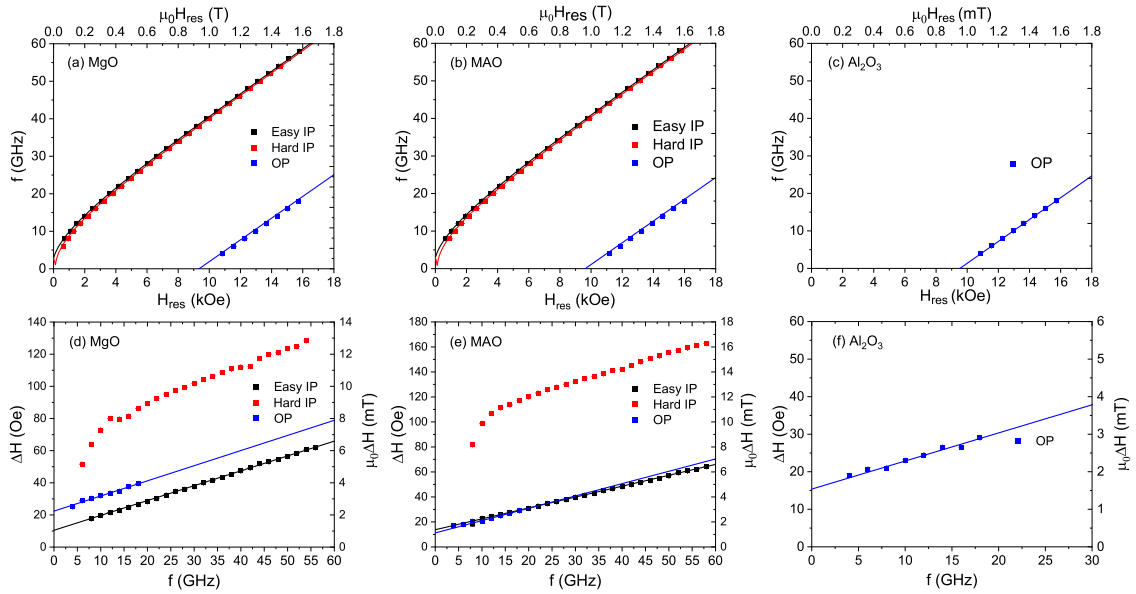 μ₀Hres (T)
0.0 0.2 0.4 0.6 0.8 1.0 1.2 1.4 1.6 1.8
60
50
40
30
20
10
0
f (GHz)
(a) MgO
Easy IP
Hard IP
OP
0 2 4 6 8 10 12 14 16 18
Hres (kOe)
μ₀Hres (T)
0.0 0.2 0.4 0.6 0.8 1.0 1.2 1.4 1.6 1.8
60
50
40
30
20
10
0
f (GHz)
(b) MAO
Easy IP
Hard IP
OP
0 2 4 6 8 10 12 14 16 18
Hres (kOe)
μ₀Hres (mT)
0.0 0.2 0.4 0.6 0.8 1.0 1.2 1.4 1.6 1.8
60
50
40
30
20
10
0
f (GHz)
(c) Al₂O₃
OP
0 2 4 6 8 10 12 14 16 18
Hres (kOe)
140
120
100
80
60
40
20
0
ΔH (Oe)
(d) MgO
Easy IP
Hard IP
OP
14
12
10
8
6
4
2
0
μ₀ΔH (mT)
0 5 10 15 20 25 30 35 40 45 50 55 60
f (GHz)
180
160
140
120
100
80
60
40
20
0
ΔH (Oe)
(e) MAO
Easy IP
Hard IP
OP
18
16
14
12
10
8
6
4
2
0
μ₀ΔH (mT)
0 5 10 15 20 25 30 35 40 45 50 55 60
f (GHz)
60
50
40
30
20
10
0
ΔH (Oe)
(f) Al₂O₃
OP
6
5
4
3
2
1
0
μ₀ΔH (mT)
0 5 10 15 20 25 30
f (GHz)